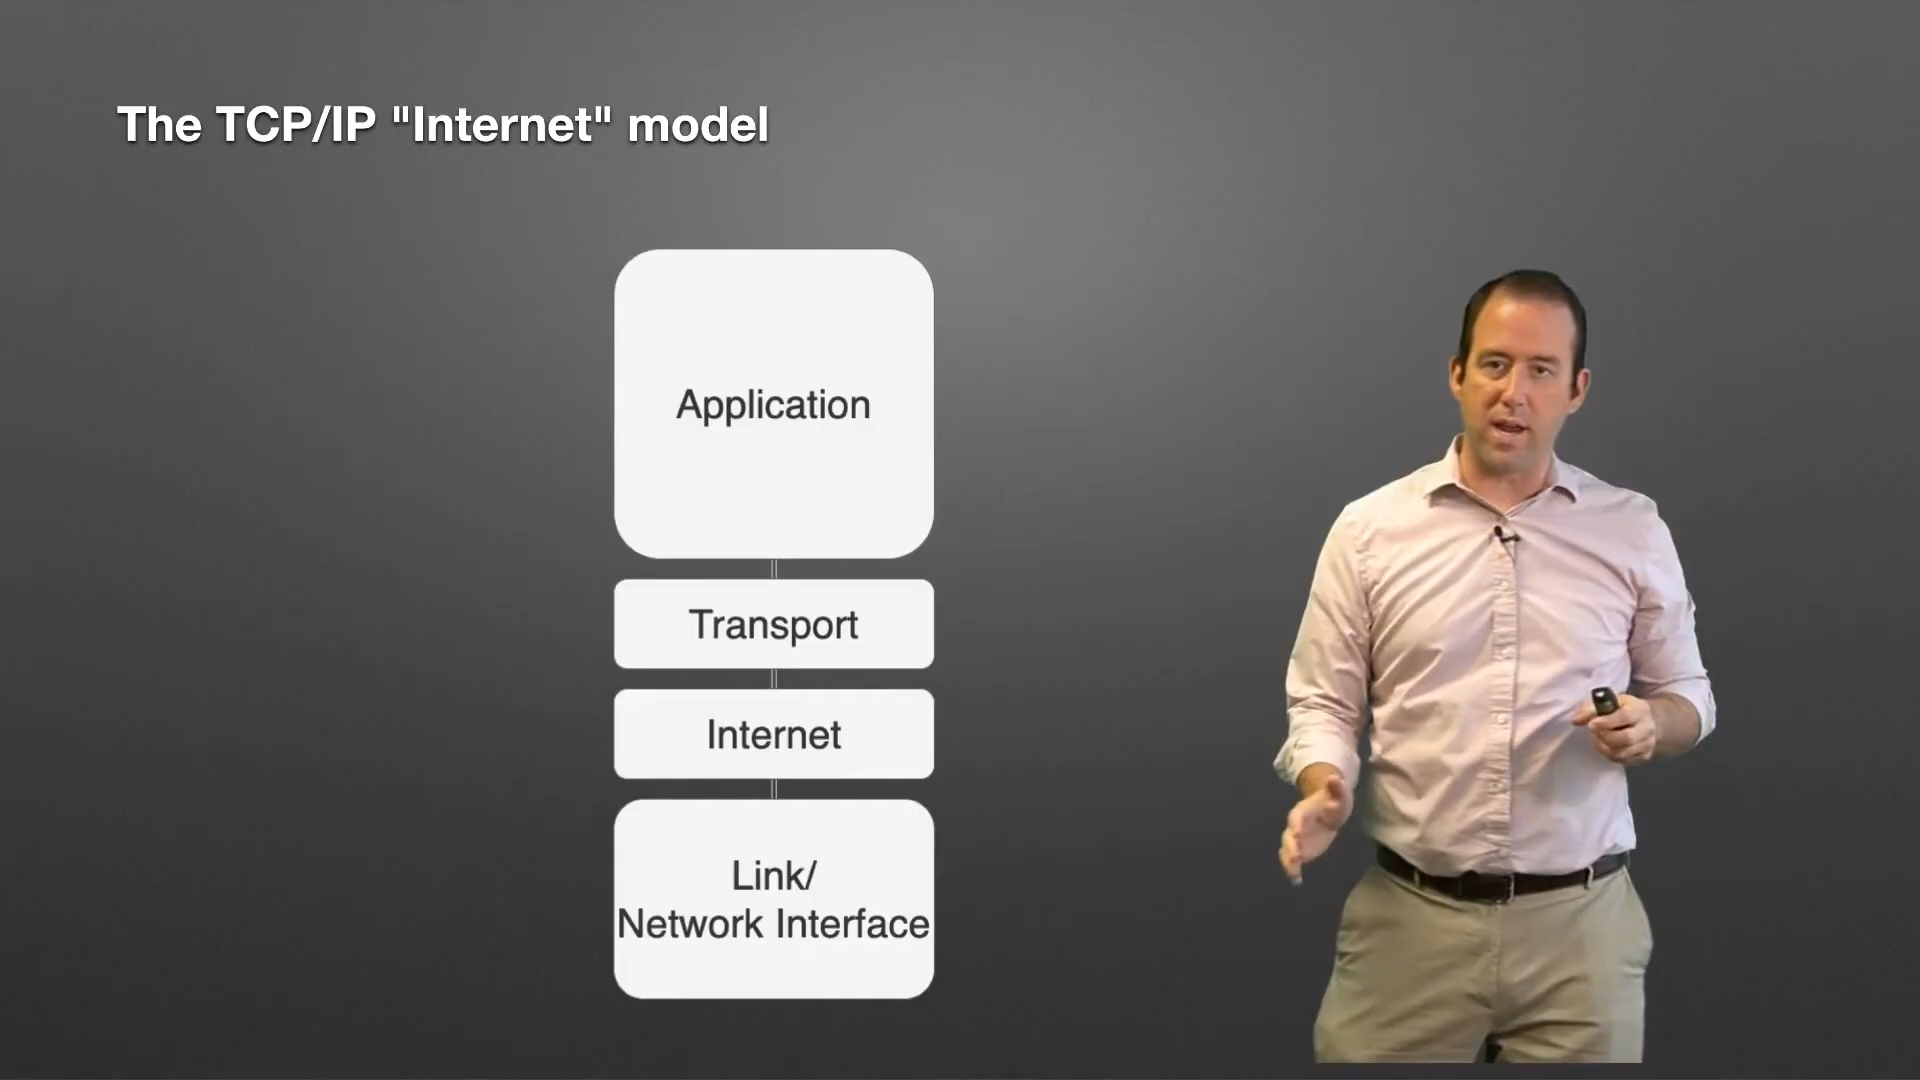 The TCP/IP "Internet" model
Application
Transport
Internet
Link/
Network Interface